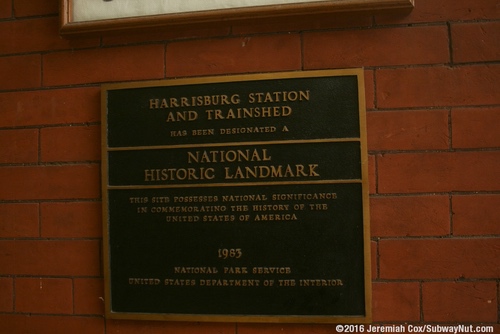 HARRISBURG STATION
AND TRAINSHED
HAS BEEN DESIGNATED A
NATIONAL
HISTORIC LANDMARK
THIS SITE POSSESSES NATIONAL SIGNIFICANCE
IN COMMEMORATING THE HISTORY OF THE
UNITED STATES OF AMERICA
1983
NATIONAL PARK SERVICE
UNITED STATES DEPARTMENT OF THE INTERIOR
©2016 Jeremiah Cox/SubwayNut.com